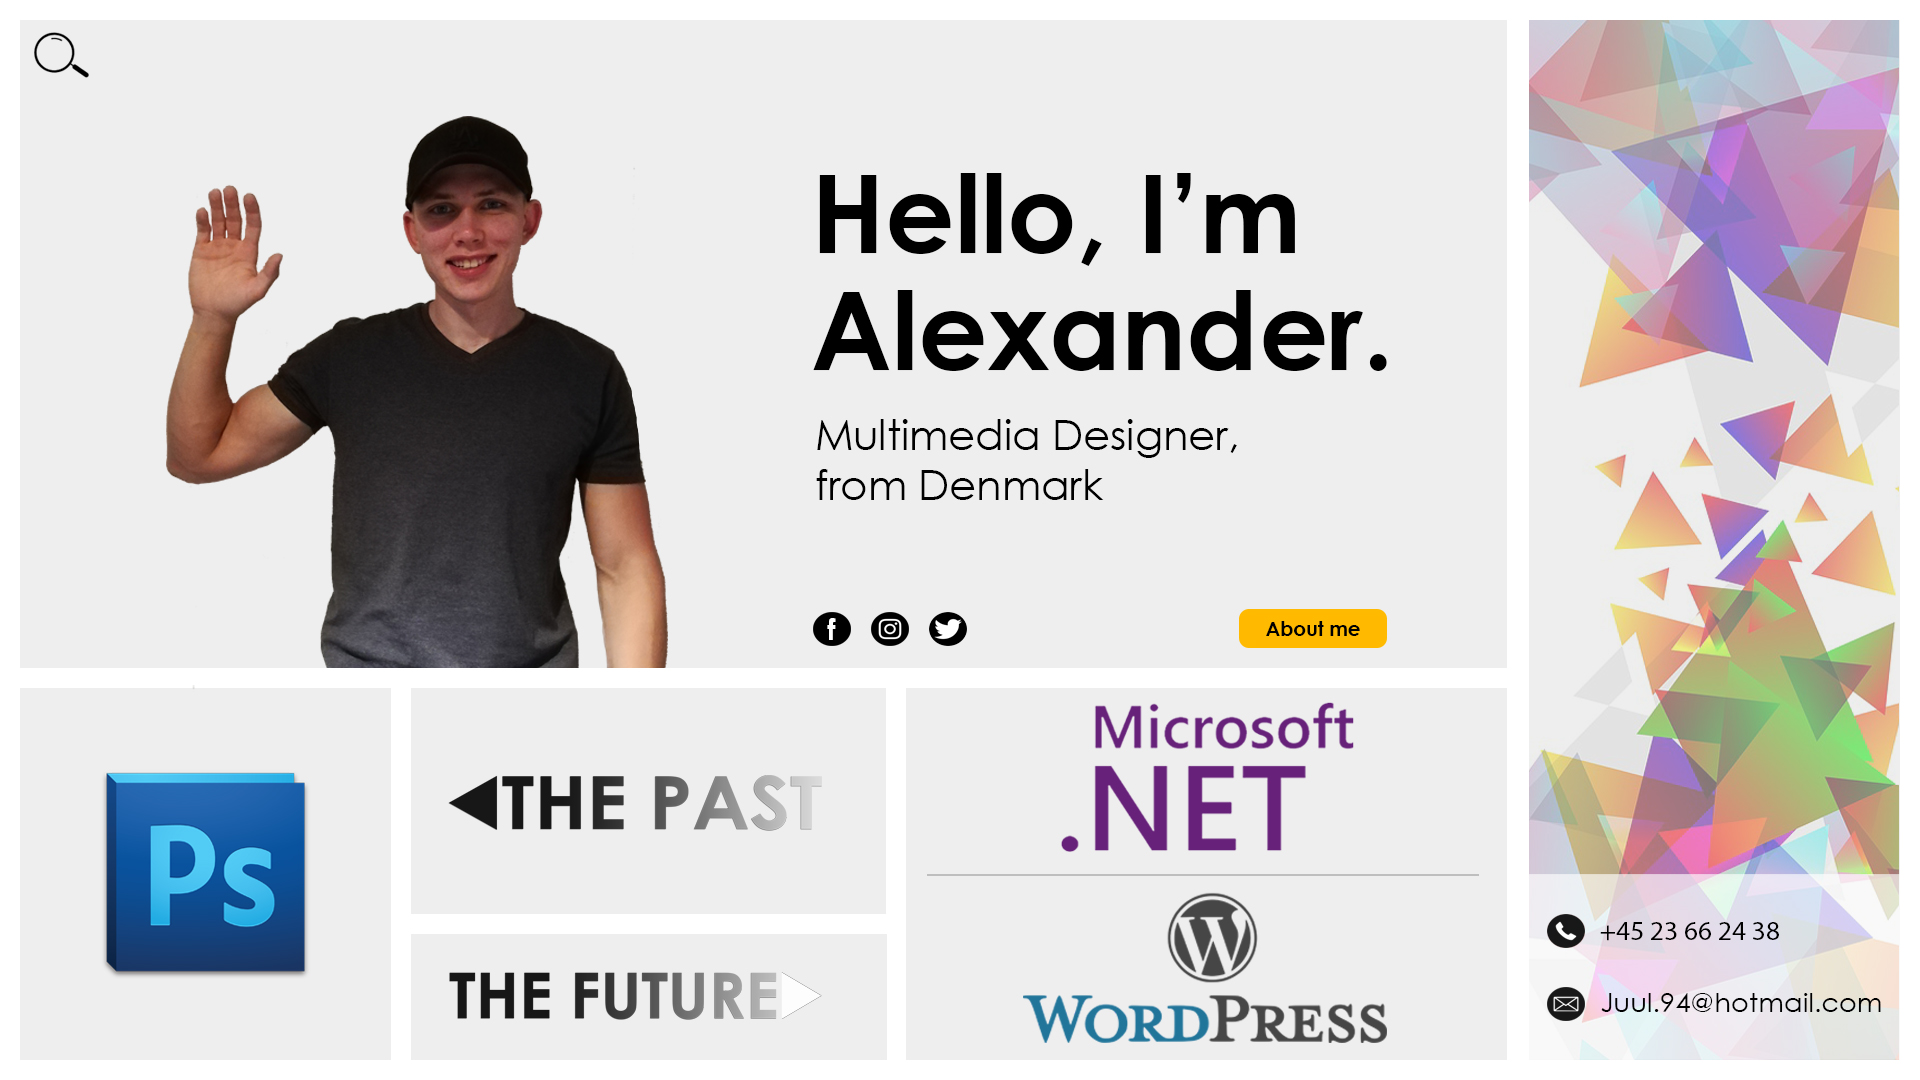 Hello, I’m
Alexander.
Multimedia Designer,
from Denmark
About me
Ps
THE PAST
THE FUTURE
Microsoft
.NET
W
WORDPRESS
+45 23 66 24 38
Juul.94@hotmail.com